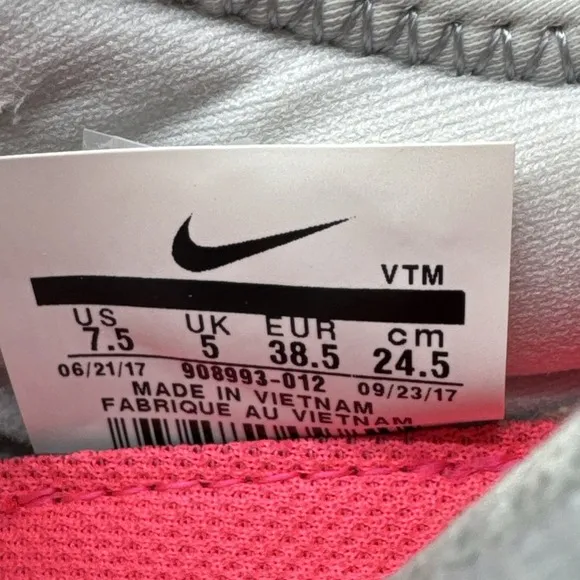 VTM
US UK EUR cm
7.5 5 38.5 24.5
06/21/17 908993-012 09/23/17
MADE IN VIETNAM
FABRIQUE AU VIETNAM